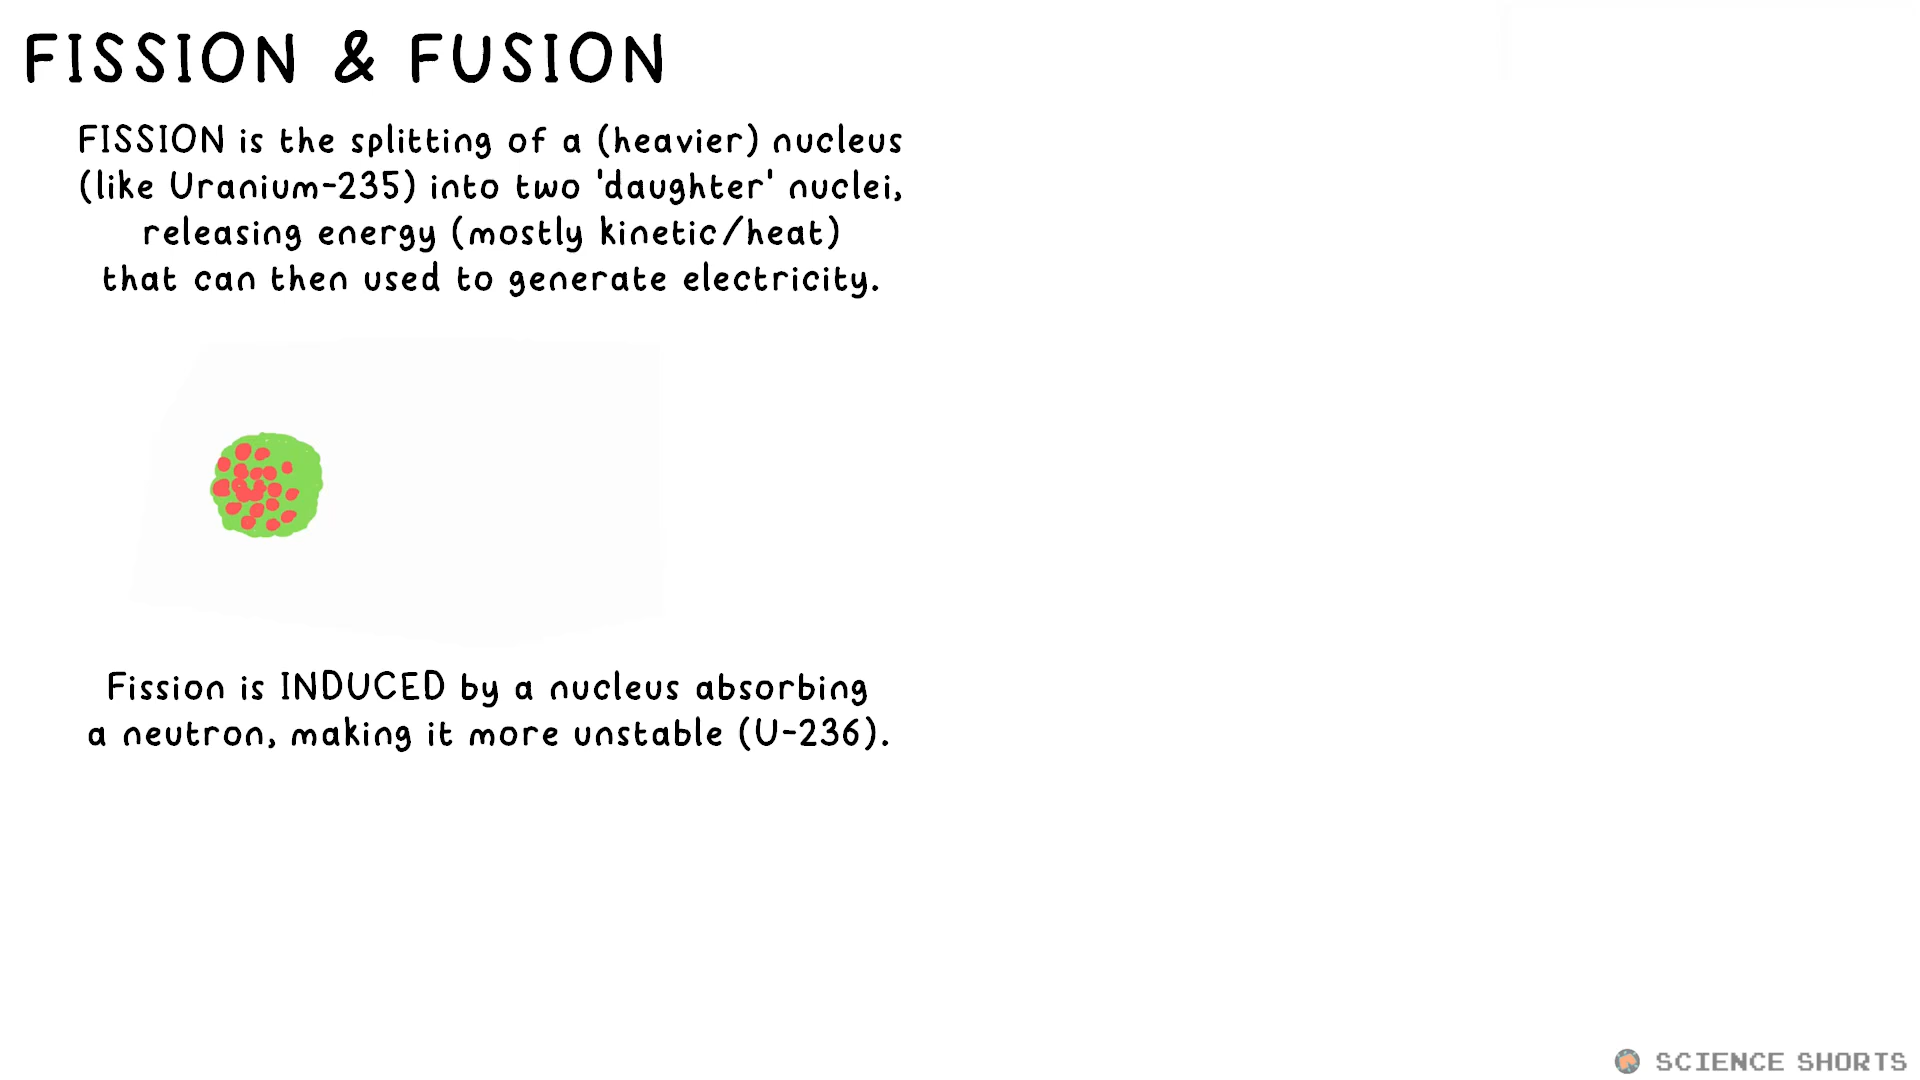 FISSION & FUSION
FISSION is the splitting of a (heavier) nucleus
(like Uranium-235) into two 'daughter' nuclei,
releasing energy (mostly kinetic/heat)
that can then used to generate electricity.
Fission is INDUCED by a nucleus absorbing
a neutron, making it more unstable (U-236).
SCIENCE SHORTS